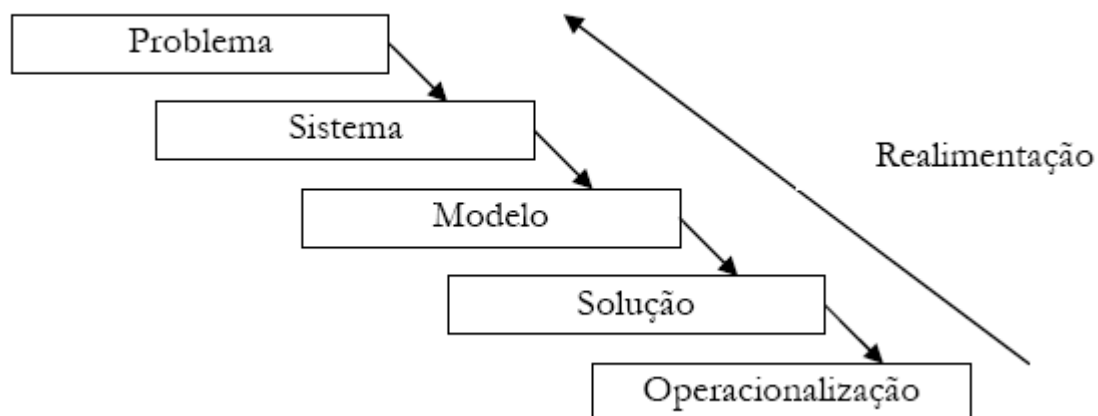 Problema
Sistema
Realimentação
Modelo
Solução
Operacionalização